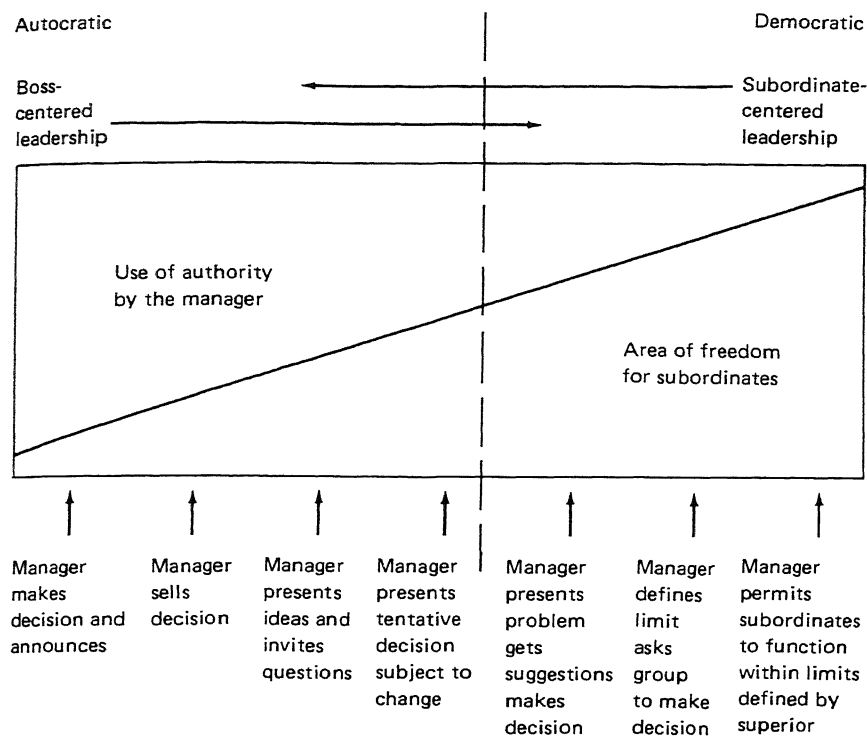 Autocratic
Democratic
Boss-
centered
leadership
Subordinate-
centered
leadership
Use of authority
by the manager
Area of freedom
for subordinates
Manager
makes
decision and
announces
Manager
sells
decision
Manager
presents
ideas and
invites
questions
Manager
presents
tentative
decision
subject to
change
Manager
presents
problem
gets
suggestions
makes
decision
Manager
defines
limit
asks
group
to make
decision
Manager
permits
subordinates
to function
within limits
defined by
superior